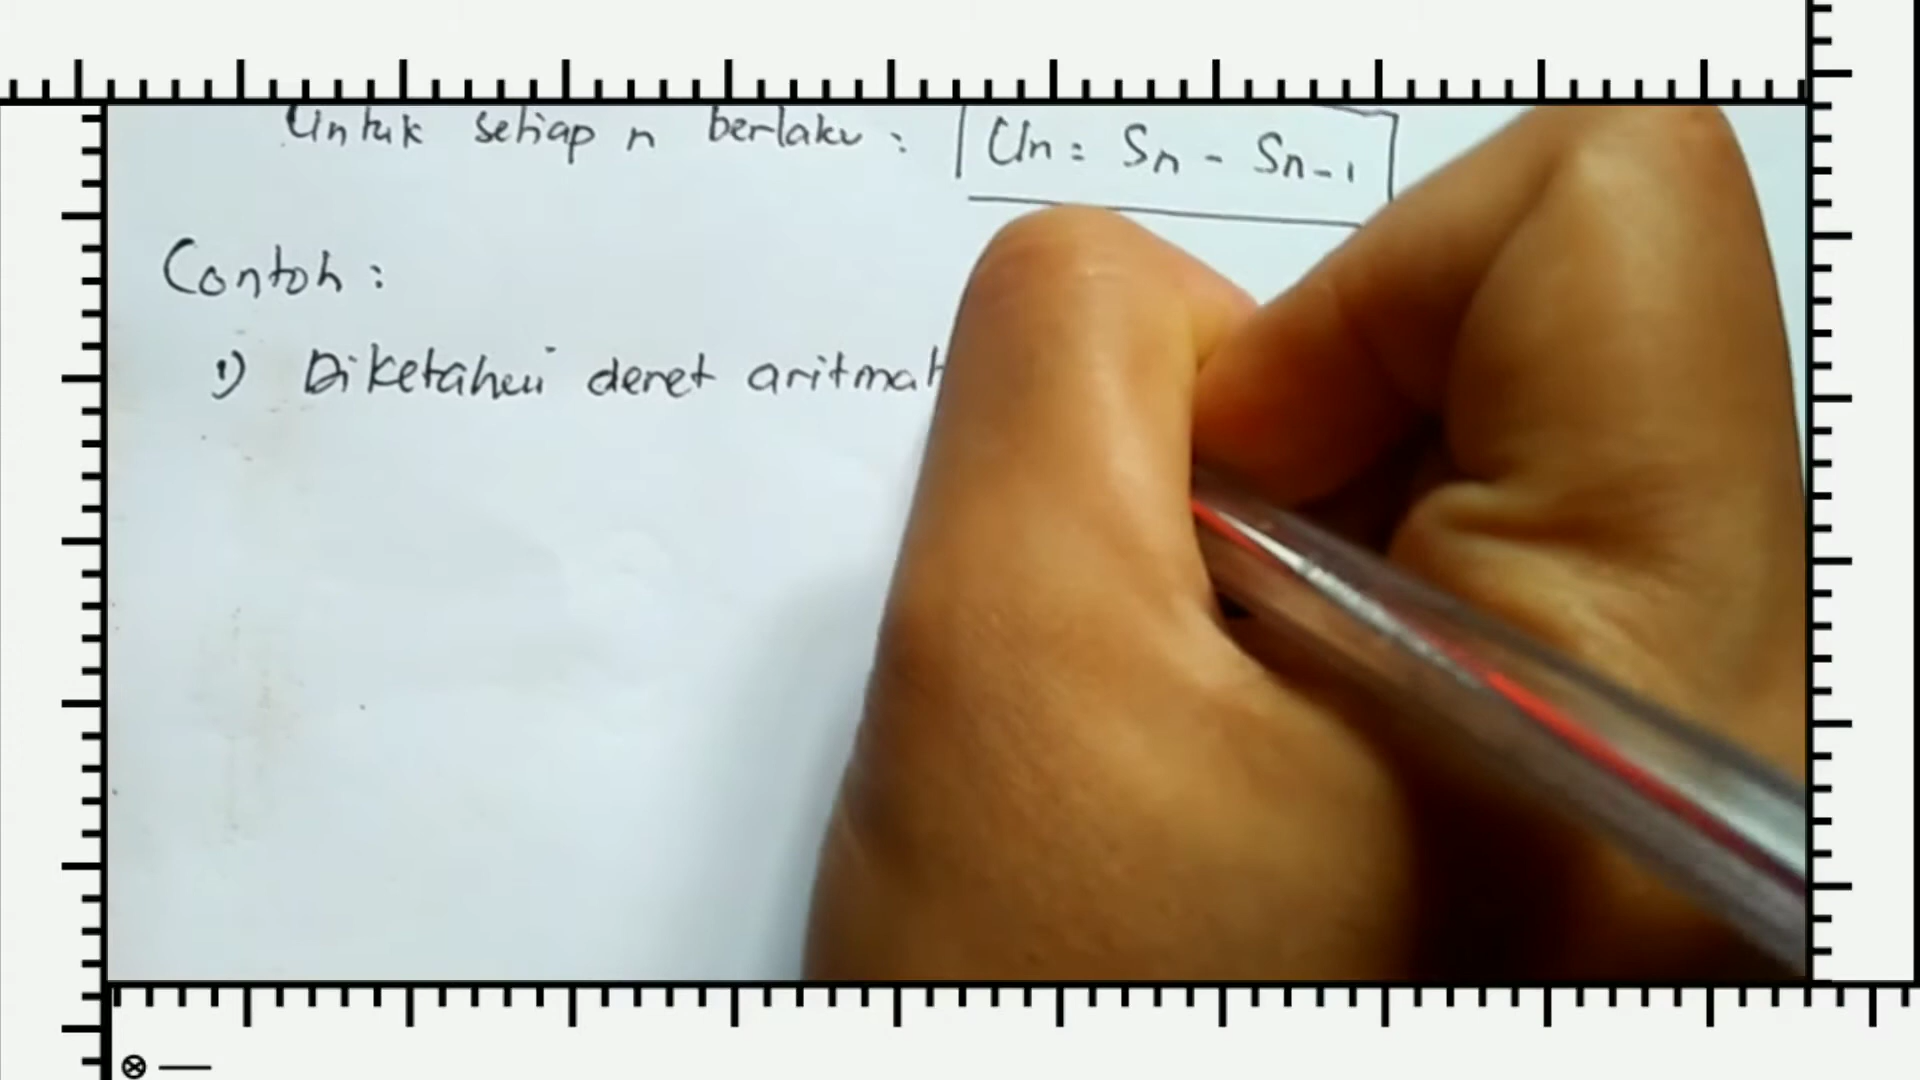 Untuk setiap n berlaku : Un = Sn - Sn-1
Contoh :
1) Diketahui deret aritmat